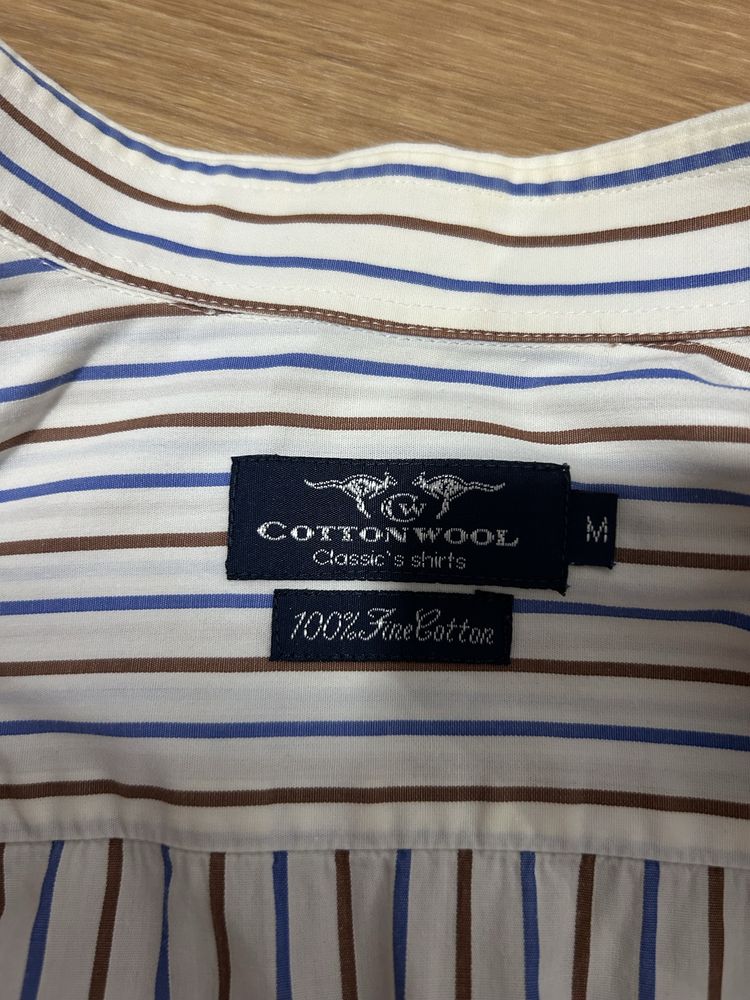 CW
COTTONWOOL
Classic's shirts
M
100% Fine Cotton